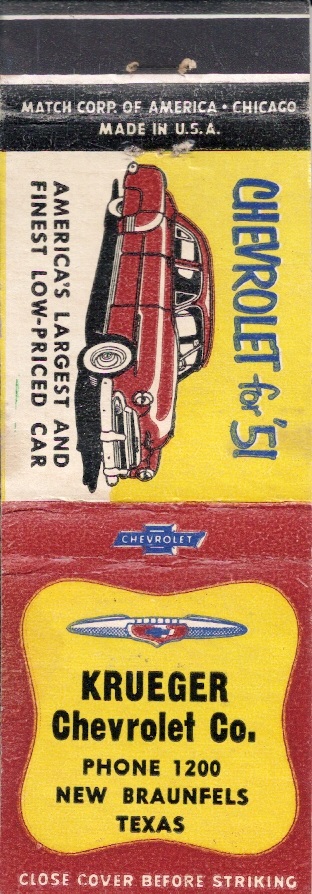 MATCH CORP. OF AMERICA • CHICAGO
MADE IN U.S.A.
CHEVROLET for '51
AMERICA'S LARGEST AND
FINEST LOW-PRICED CAR
CHEVROLET
KRUEGER
Chevrolet Co.
PHONE 1200
NEW BRAUNFELS
TEXAS
CLOSE COVER BEFORE STRIKING